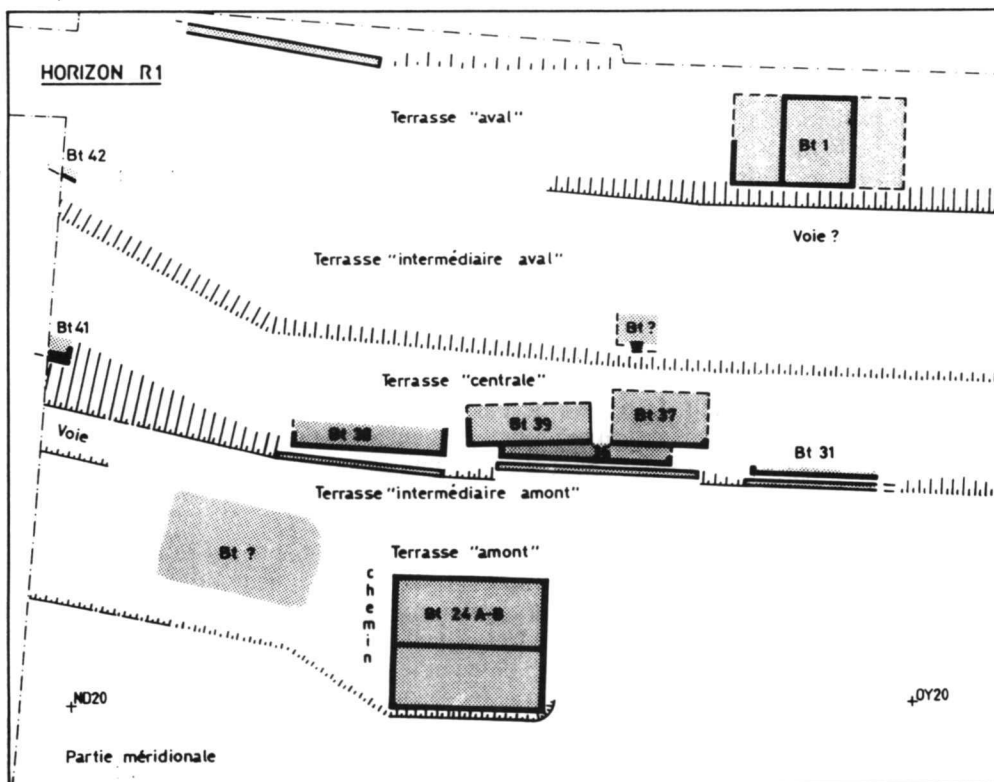 HORIZON R1
Terrasse "aval"
Bt 1
Bt 42
Voie ?
Terrasse "intermédiaire aval"
Bt ?
Bt 41
Terrasse "centrale"
Bt 38
Bt 39
Bt 37
Voie
Bt 31
Terrasse "intermédiaire amont"
Bt ?
Terrasse "amont"
chemin
Bt 24 A-B
ND20
OY20
Partie méridionale